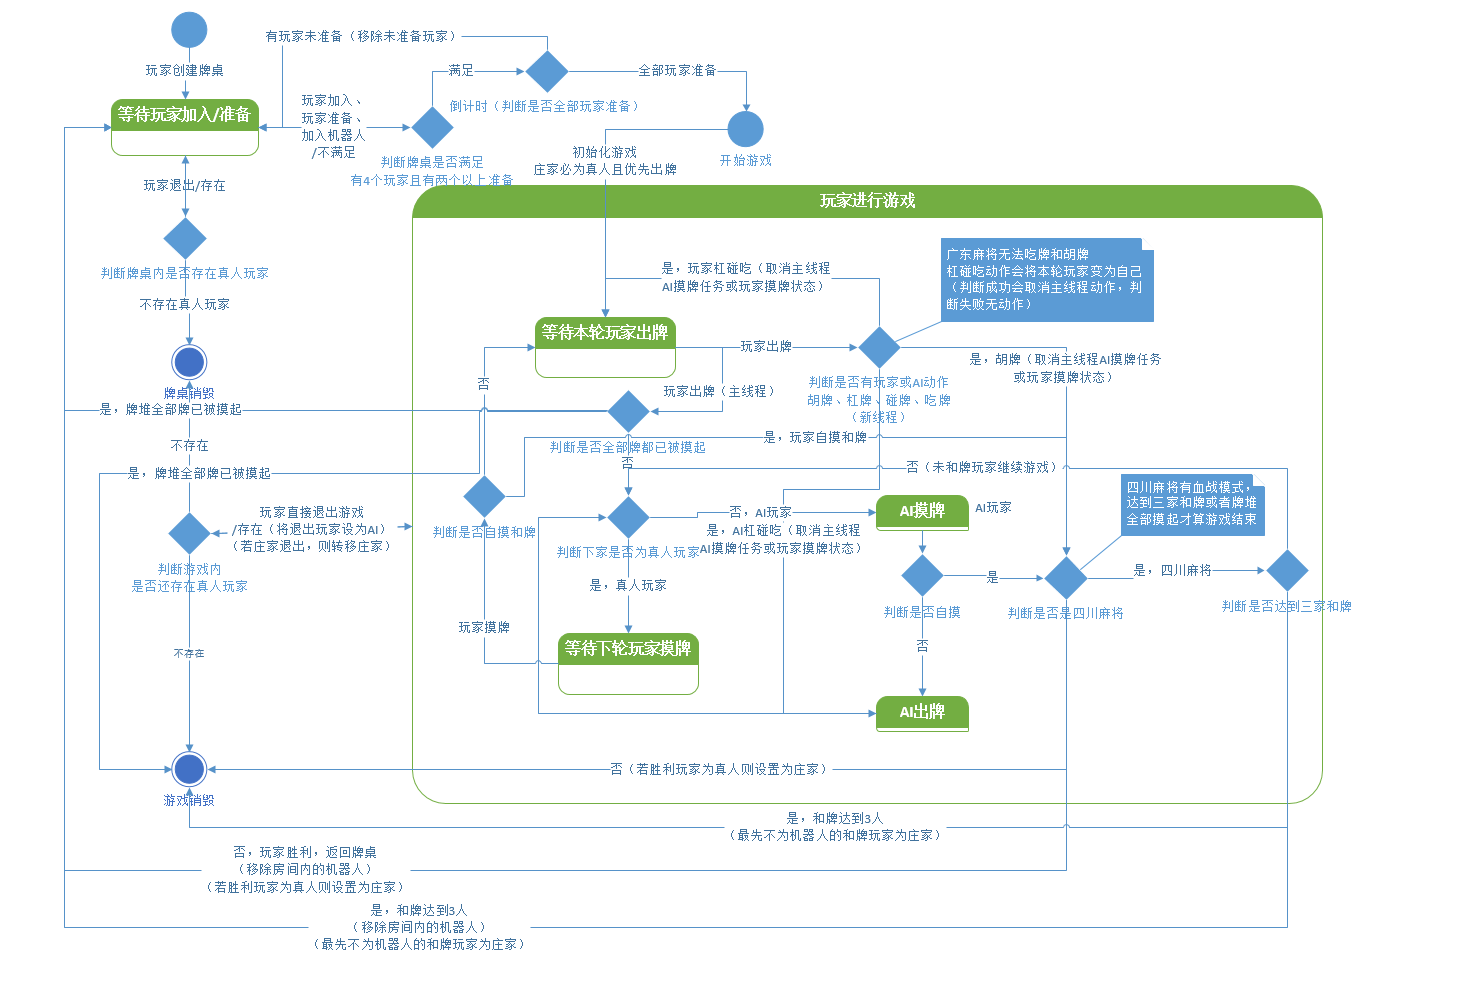 有玩家未准备（移除未准备玩家）
玩家创建牌桌
满足
全部玩家准备
等待玩家加入/准备
玩家加入、
玩家准备、
加入机器人
/不满足
倒计时（判断是否全部玩家准备）
判断牌桌是否满足
有4个玩家且有两个以上准备
开始游戏
初始化游戏
庄家必为真人且优先出牌
玩家退出/存在
玩家进行游戏
判断牌桌内是否存在真人玩家
不存在真人玩家
是，玩家杠碰吃（取消主线程
AI摸牌任务或玩家摸牌状态）
广东麻将无法吃牌和胡牌
杠碰吃动作会将本轮玩家变为自己
（判断成功会取消主线程动作，判
断失败无动作）
等待本轮玩家出牌
玩家出牌
是，胡牌（取消主线程AI摸牌任务
或玩家摸牌状态）
牌桌销毁
否
玩家出牌（主线程）
判断是否有玩家或AI动作
胡牌、杠牌、碰牌、吃牌
（新线程）
是，牌堆全部牌已被摸起
不存在
判断是否全部牌都已被摸起
是，玩家自摸和牌
否
否（未和牌玩家继续游戏）
是，牌堆全部牌已被摸起
四川麻将有血战模式，
达到三家和牌或者牌堆
全部摸起才算游戏结束
玩家直接退出游戏
/存在（将退出玩家设为AI）
（若庄家退出，则转移庄家）
判断是否自摸和牌
否，AI玩家
AI摸牌
AI玩家
是，AI杠碰吃（取消主线程
AI摸牌任务或玩家摸牌状态）
判断下家是否为真人玩家
判断游戏内
是否还存在真人玩家
是，真人玩家
是
是，四川麻将
判断是否自摸
判断是否是四川麻将
判断是否达到三家和牌
玩家摸牌
等待下轮玩家摸牌
否
不存在
AI出牌
否（若胜利玩家为真人则设置为庄家）
游戏销毁
是，和牌达到3人
（最先不为机器人的和牌玩家为庄家）
否，玩家胜利，返回牌桌
（移除房间内的机器人）
（若胜利玩家为真人则设置为庄家）
是，和牌达到3人
（移除房间内的机器人）
（最先不为机器人的和牌玩家为庄家）